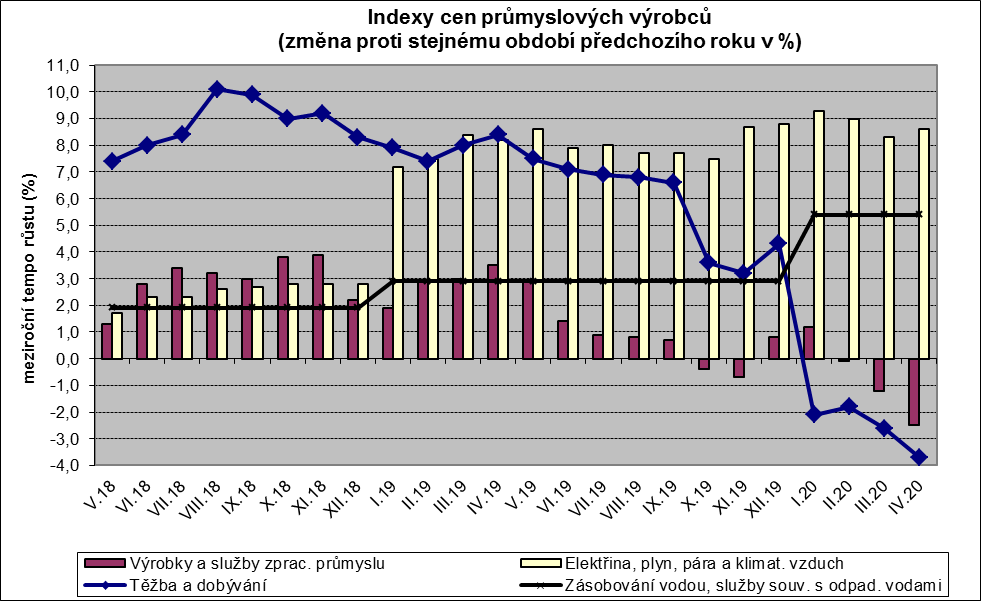 Indexy cen průmyslových výrobců
(změna proti stejnému období předchozího roku v %)
meziroční tempo růstu (%)
11,0
10,0
9,0
8,0
7,0
6,0
5,0
4,0
3,0
2,0
1,0
0,0
-1,0
-2,0
-3,0
-4,0
V.18
VI.18
VII.18
VIII.18
IX.18
X.18
XI.18
XII.18
I.19
II.19
III.19
IV.19
V.19
VI.19
VII.19
VIII.19
IX.19
X.19
XI.19
XII.19
I.20
II.20
III.20
IV.20
Výrobky a služby zprac. průmyslu
Elektřina, plyn, pára a klimat. vzduch
Těžba a dobývání
Zásobování vodou, služby souv. s odpad. vodami